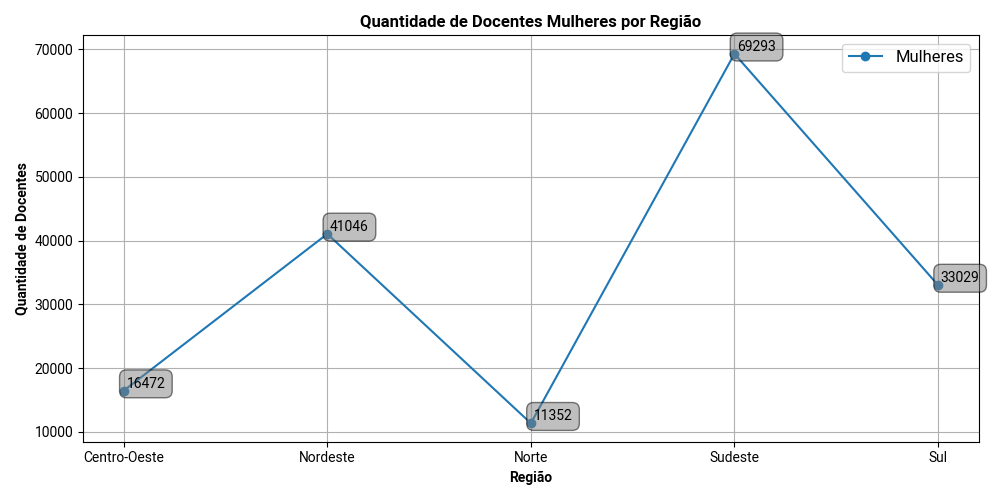 Quantidade de Docentes Mulheres por Região
Mulheres
Quantidade de Docentes
70000
60000
50000
40000
30000
20000
10000
16472
41046
11352
69293
33029
Centro-Oeste
Nordeste
Norte
Sudeste
Sul
Região